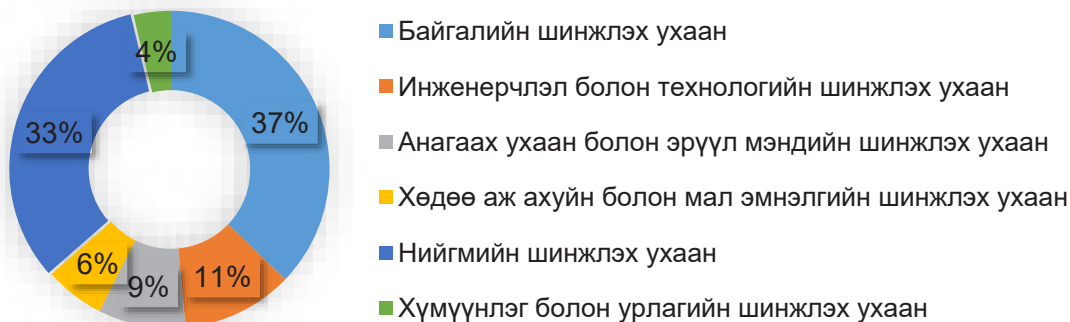 4%
37%
33%
6%
9%
11%
Байгалийн шинжлэх ухаан
Инженерчлэл болон технологийн шинжлэх ухаан
Анагаах ухаан болон эрүүл мэндийн шинжлэх ухаан
Хөдөө аж ахуйн болон мал эмнэлгийн шинжлэх ухаан
Нийгмийн шинжлэх ухаан
Хүмүүнлэг болон урлагийн шинжлэх ухаан